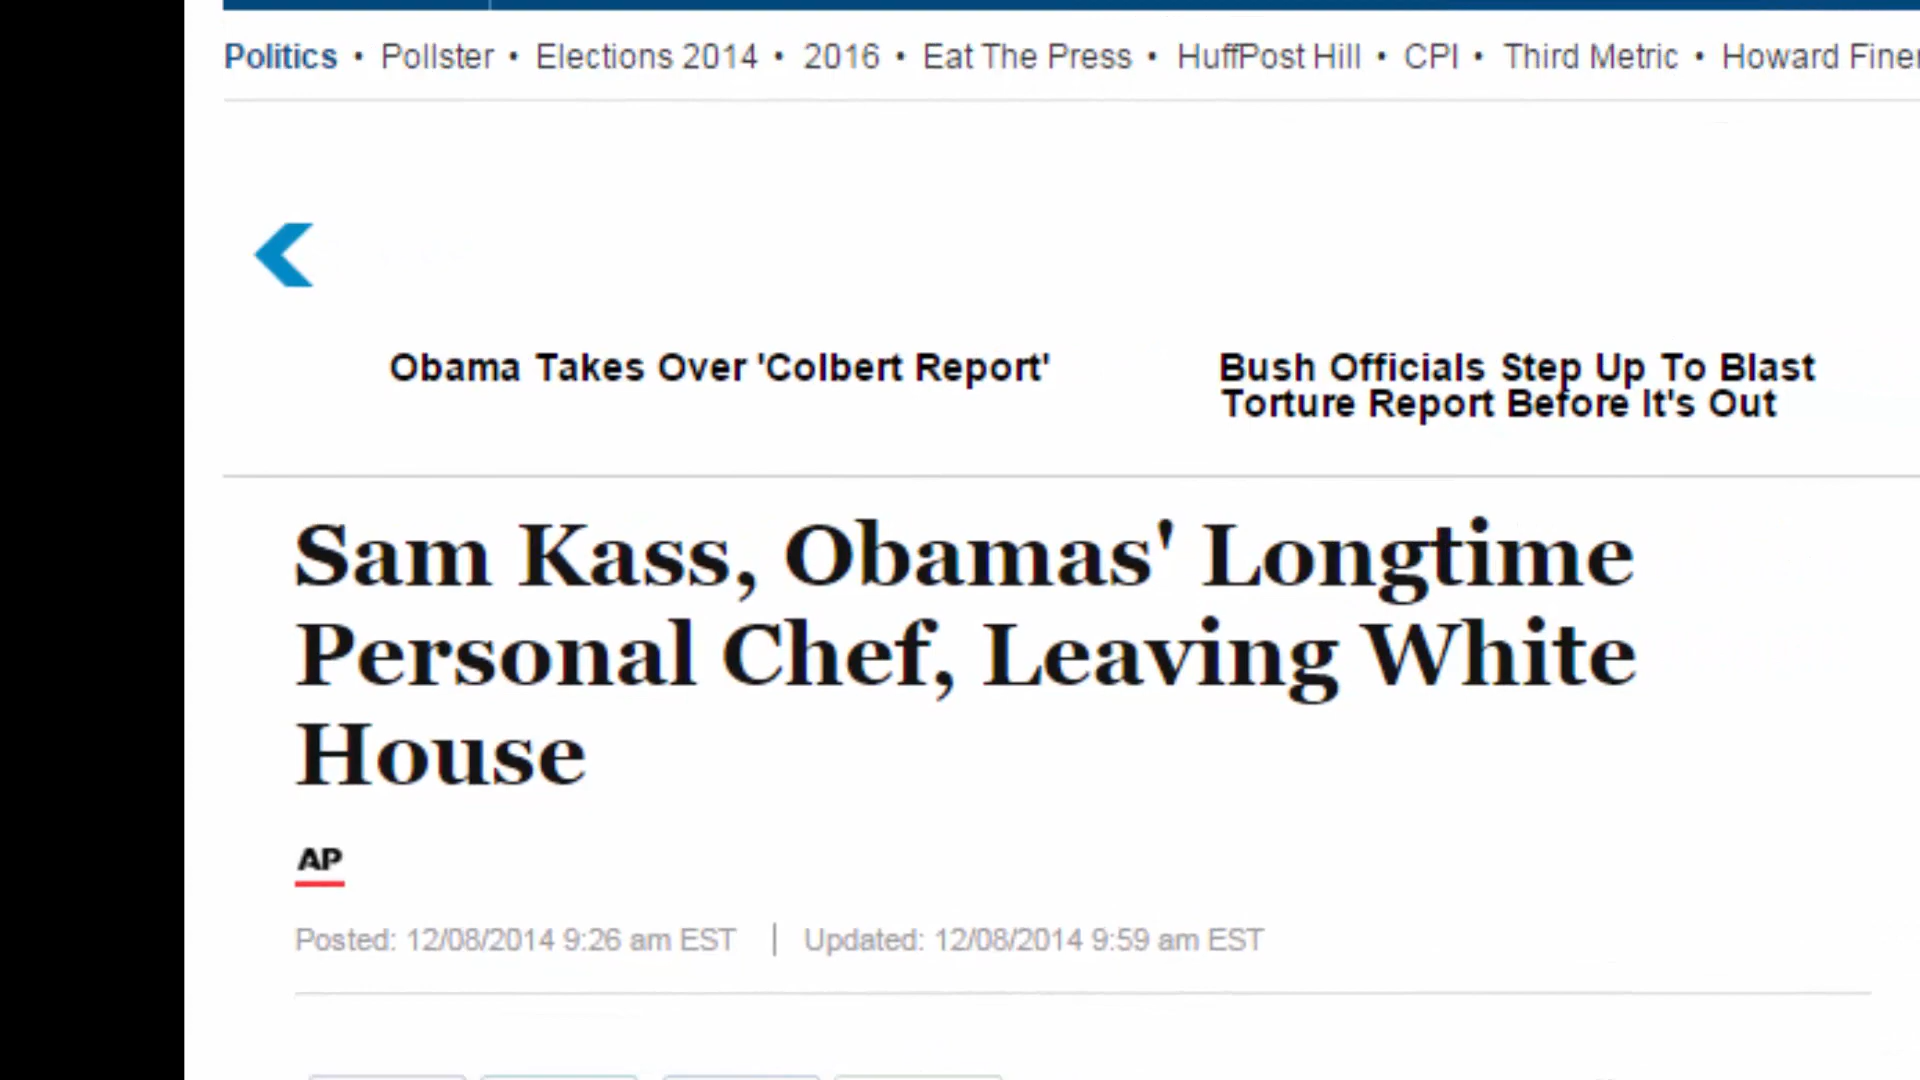 Politics • Pollster • Elections 2014 • 2016 • Eat The Press • HuffPost Hill • CPI • Third Metric • Howard
Obama Takes Over 'Colbert Report'
Bush Officials Step Up To Blast
Torture Report Before It's Out
Sam Kass, Obamas' Longtime
Personal Chef, Leaving White
House
AP
Posted: 12/08/2014 9:26 am EST | Updated: 12/08/2014 9:59 am EST